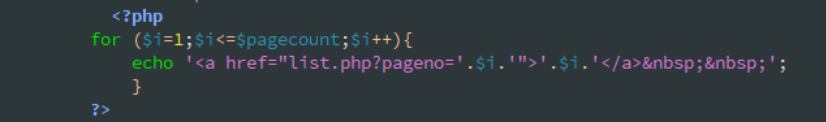 <?php
for ($i=1;$i<=$pagecount;$i++){
echo '<a href="list.php?pageno='.$i.'">'.$i.'</a>&nbsp;&nbsp;';
}
?>